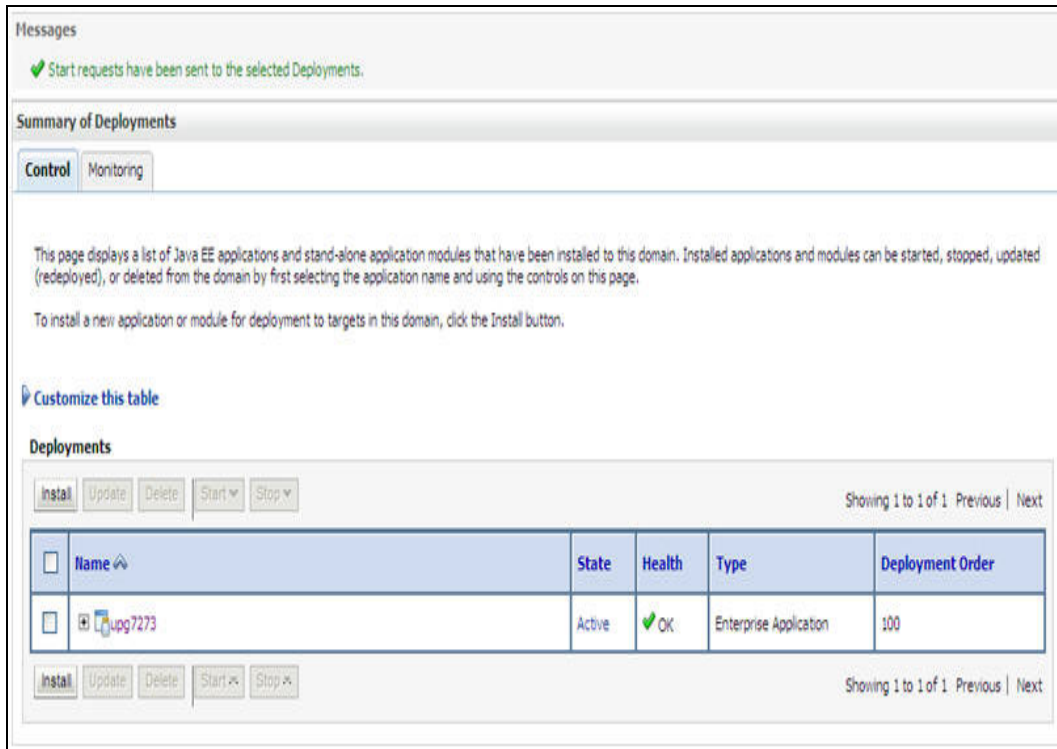 Messages
Start requests have been sent to the selected Deployments.
Summary of Deployments
Control Monitoring
This page displays a list of Java EE applications and stand-alone application modules that have been installed to this domain. Installed applications and modules can be started, stopped, updated
(redeployed), or deleted from the domain by first selecting the application name and using the controls on this page.
To install a new application or module for deployment to targets in this domain, click the Install button.
Customize this table
Deployments
Install Update Delete Start Stop Showing 1 to 1 of 1 Previous | Next
Name State Health Type Deployment Order
upg7273 Active OK Enterprise Application 100
Install Update Delete Start Stop Showing 1 to 1 of 1 Previous | Next